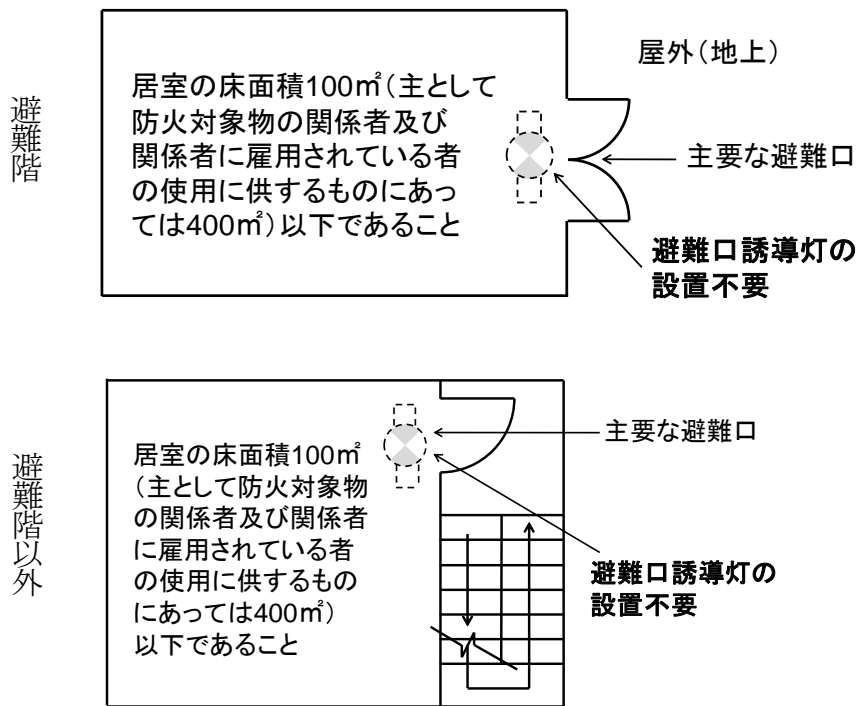 避難階
居室の床面積100㎡（主として
防火対象物の関係者及び
関係者に雇用されている者
の使用に供するものにあっ
ては400㎡）以下であること
屋外（地上）
主要な避難口
避難口誘導灯の
設置不要
避難階以外
居室の床面積100㎡
（主として防火対象物
の関係者及び関係者
に雇用されている者
の使用に供するもの
にあっては400㎡）
以下であること
主要な避難口
避難口誘導灯の
設置不要